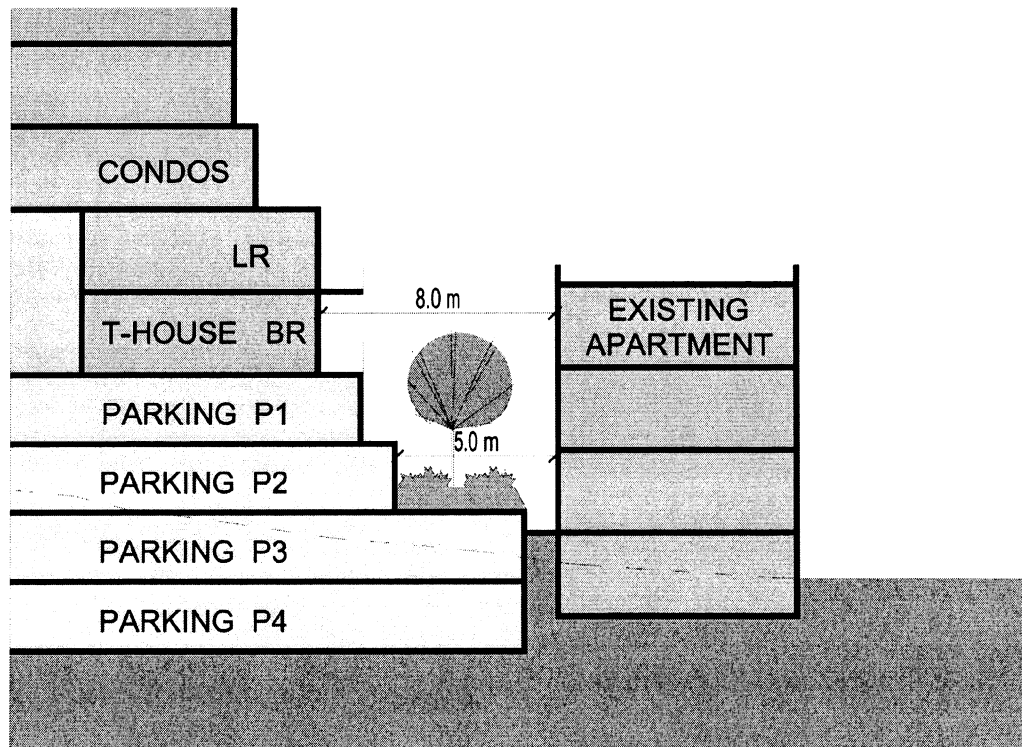 CONDOS
LR
8.0 m
T-HOUSE BR
EXISTING
APARTMENT
PARKING P1
5.0 m
PARKING P2
PARKING P3
PARKING P4